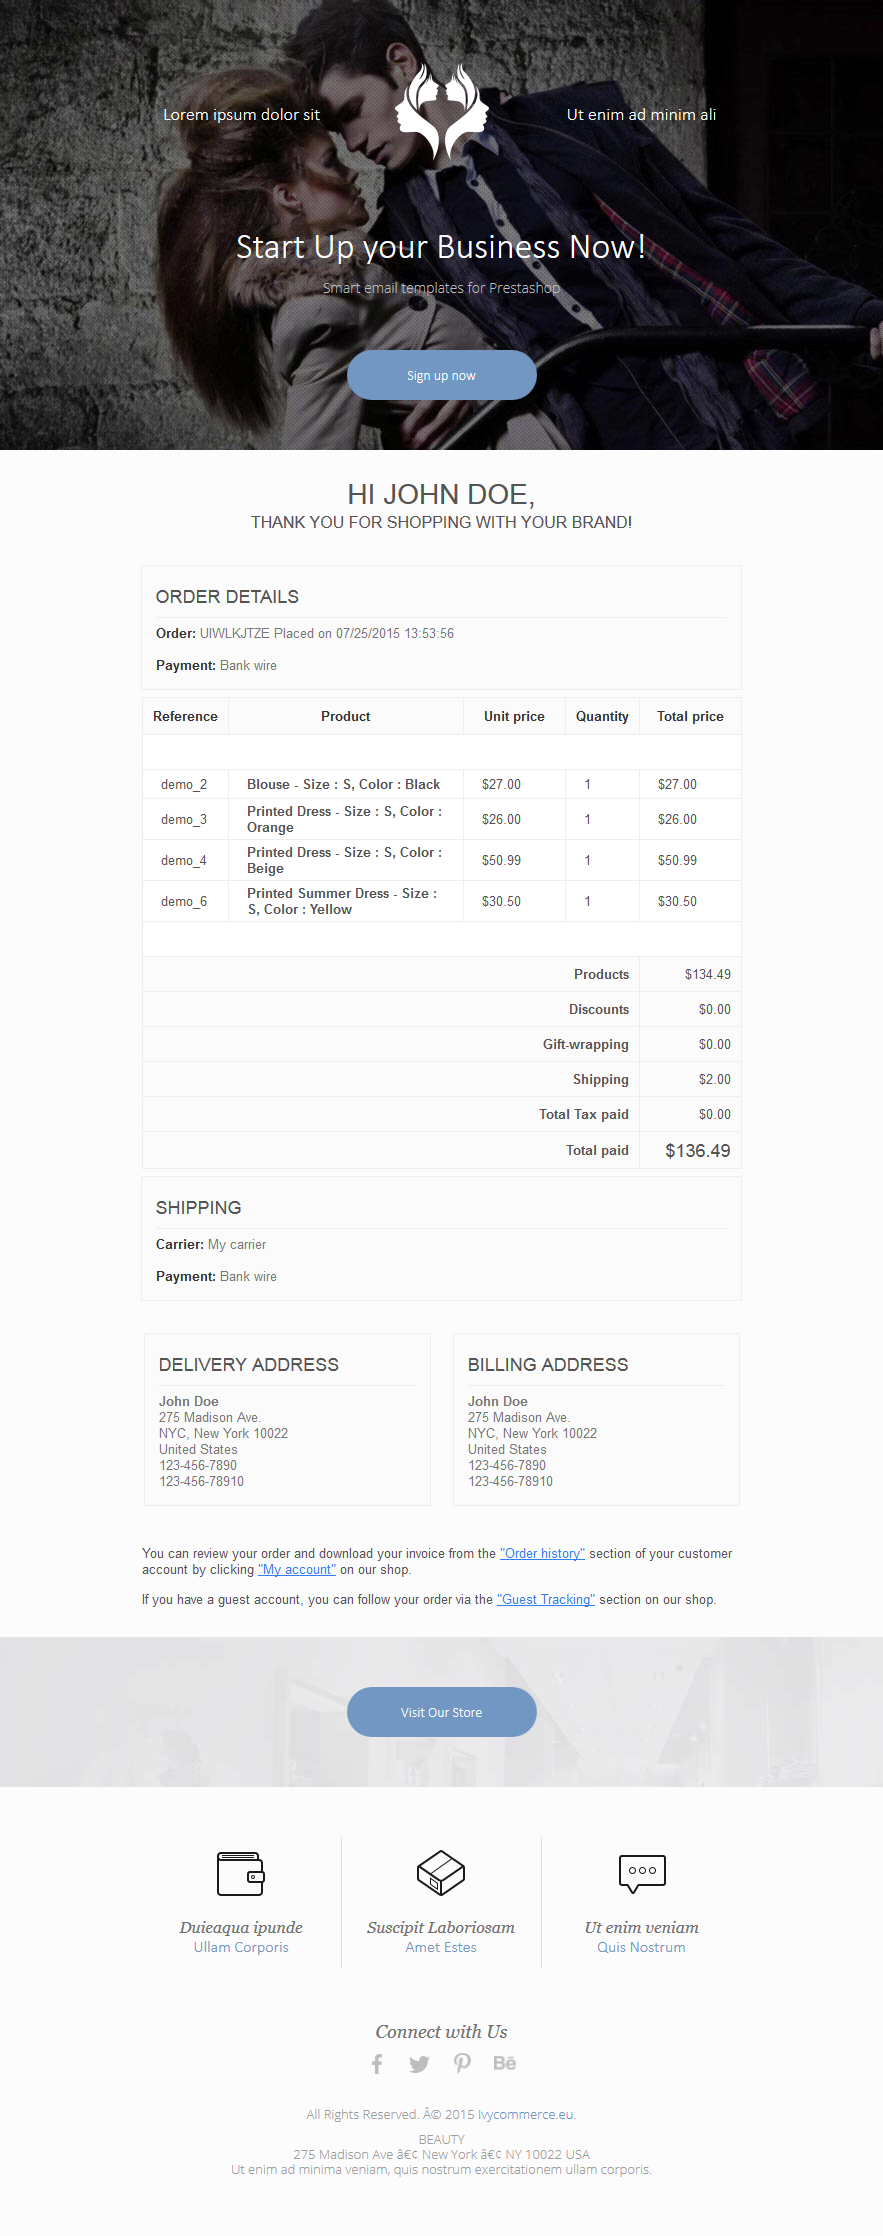 Lorem ipsum dolor sit
Ut enim ad minim ali
Start Up your Business Now!
Smart email templates for Prestashop
Sign up now
HI JOHN DOE,
THANK YOU FOR SHOPPING WITH YOUR BRAND!
ORDER DETAILS
Order: UIWLKJTZE Placed on 07/25/2015 13:53:56
Payment: Bank wire
Reference Product Unit price Quantity Total price
demo_2 Blouse - Size : S, Color : Black $27.00 1 $27.00
demo_3 Printed Dress - Size : S, Color : Orange $26.00 1 $26.00
demo_4 Printed Dress - Size : S, Color : Beige $50.99 1 $50.99
demo_6 Printed Summer Dress - Size : S, Color : Yellow $30.50 1 $30.50
Products $134.49
Discounts $0.00
Gift-wrapping $0.00
Shipping $2.00
Total Tax paid $0.00
Total paid $136.49
SHIPPING
Carrier: My carrier
Payment: Bank wire
DELIVERY ADDRESS
John Doe
275 Madison Ave.
NYC, New York 10022
United States
123-456-7890
123-456-78910
BILLING ADDRESS
John Doe
275 Madison Ave.
NYC, New York 10022
United States
123-456-7890
123-456-78910
You can review your order and download your invoice from the "Order history" section of your customer
account by clicking "My account" on our shop.
If you have a guest account, you can follow your order via the "Guest Tracking" section on our shop.
Visit Our Store
Duieaqua ipunde
Ullam Corporis
Suscipit Laboriosam
Amet Estes
Ut enim veniam
Quis Nostrum
Connect with Us
Bē
All Rights Reserved. Â© 2015 Ivycommerce.eu.
BEAUTY
275 Madison Ave â€¢ New York â€¢ NY 10022 USA
Ut enim ad minima veniam, quis nostrum exercitationem ullam corporis.